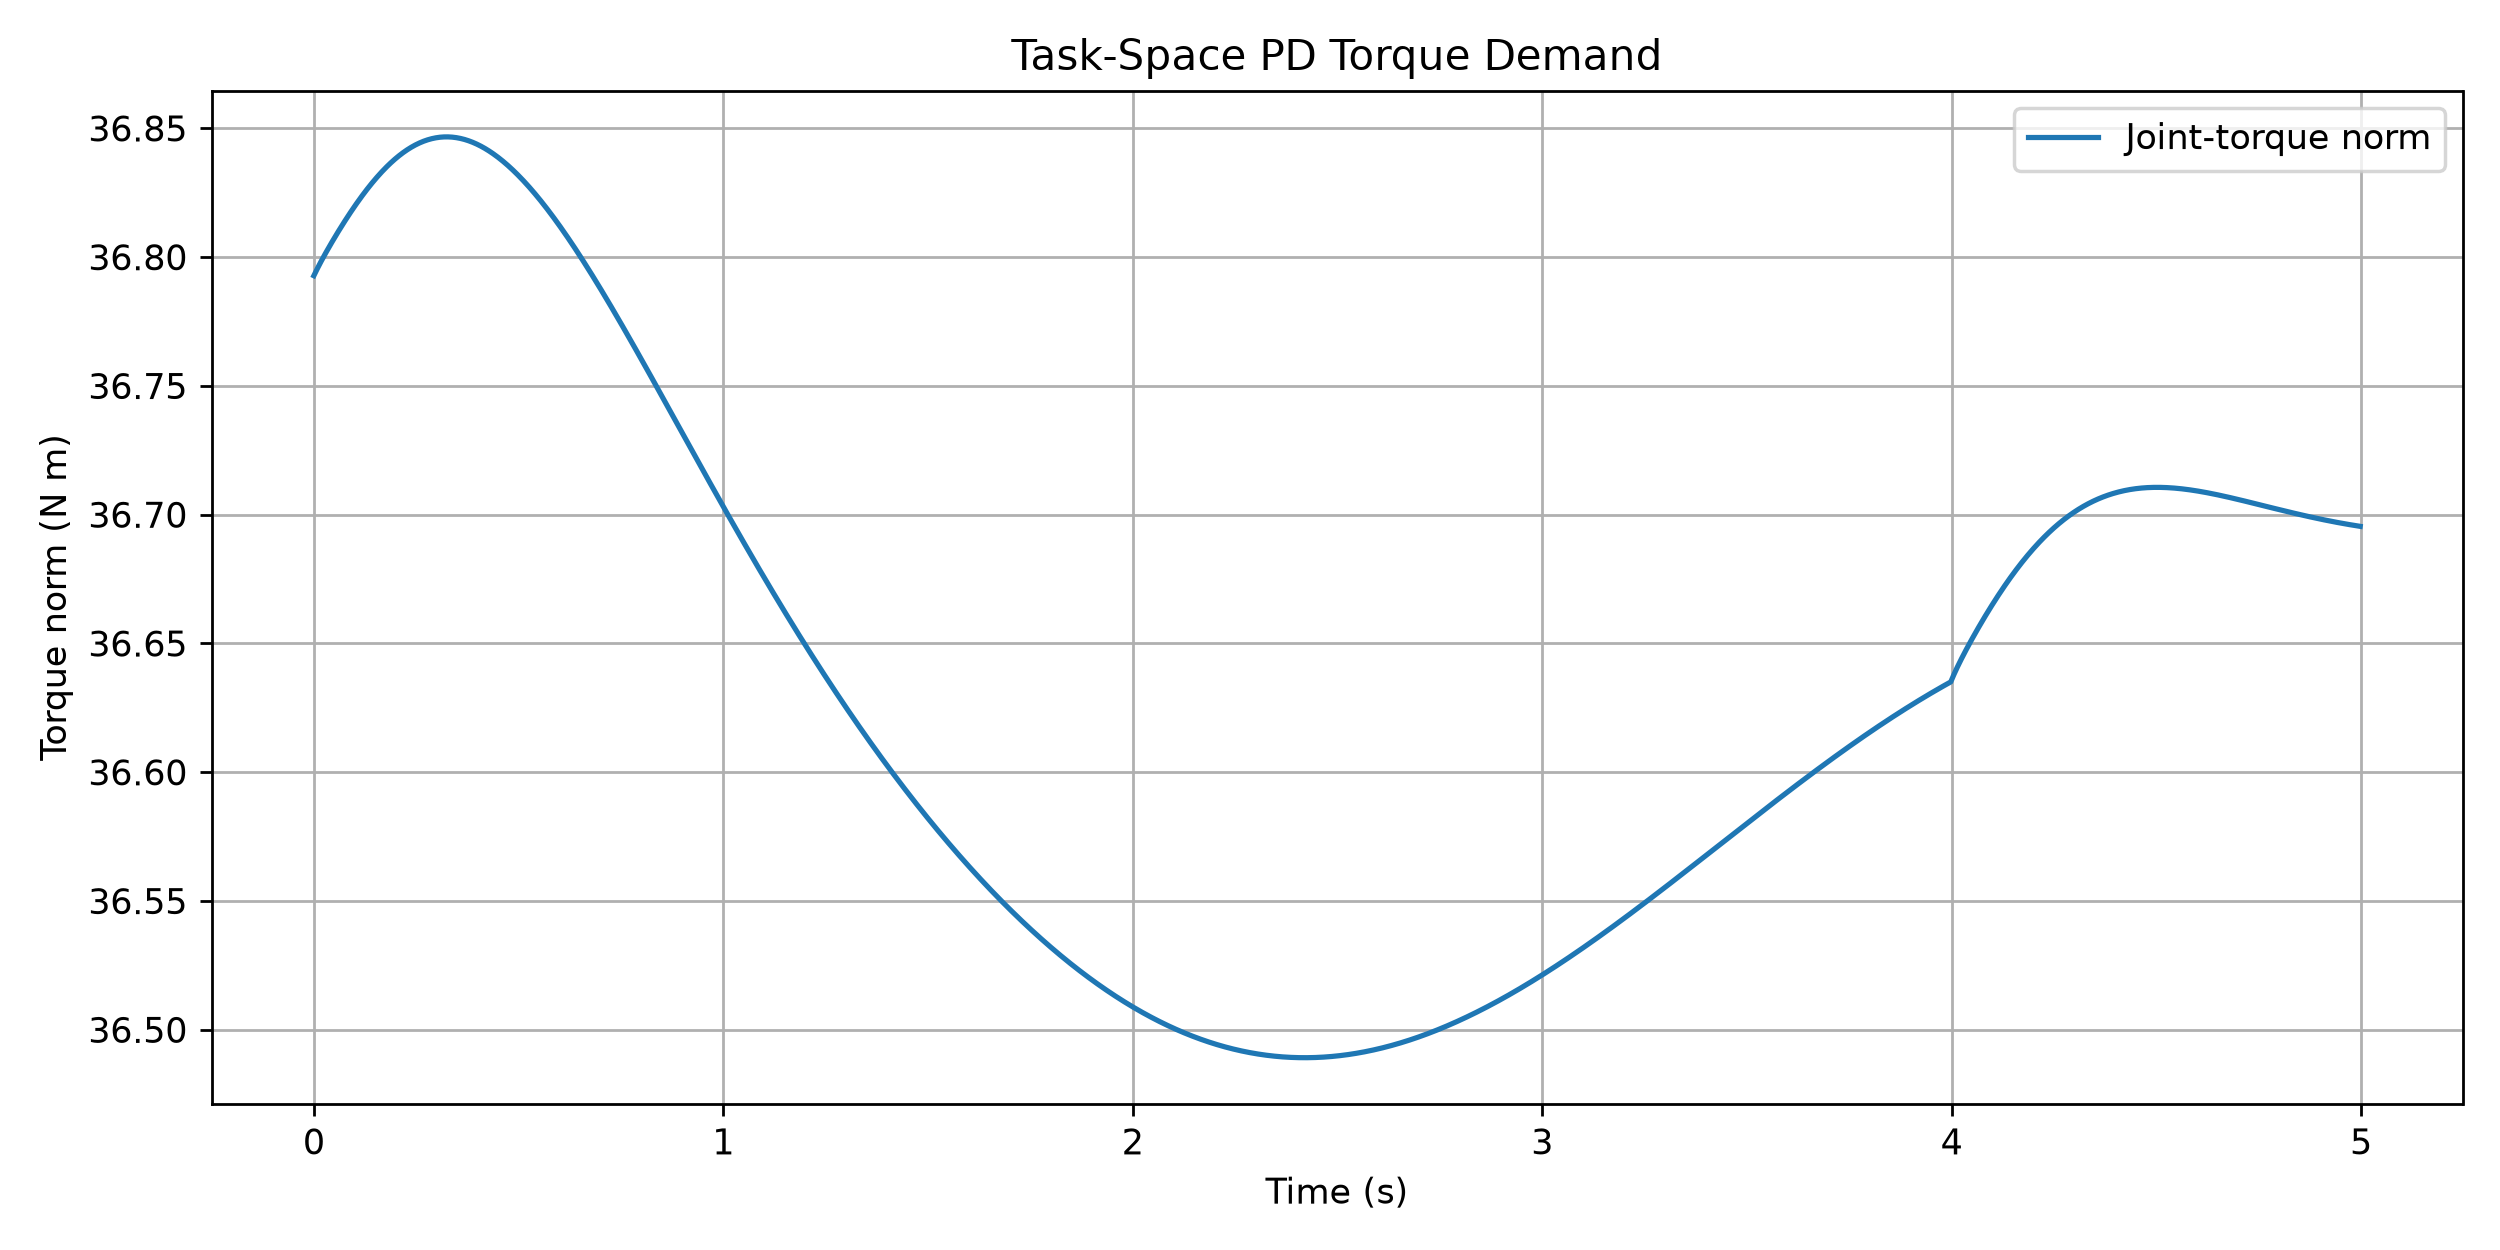 Task-Space PD Torque Demand
Joint-torque norm
Torque norm (N m)
36.85
36.80
36.75
36.70
36.65
36.60
36.55
36.50
0 1 2 3 4 5
Time (s)